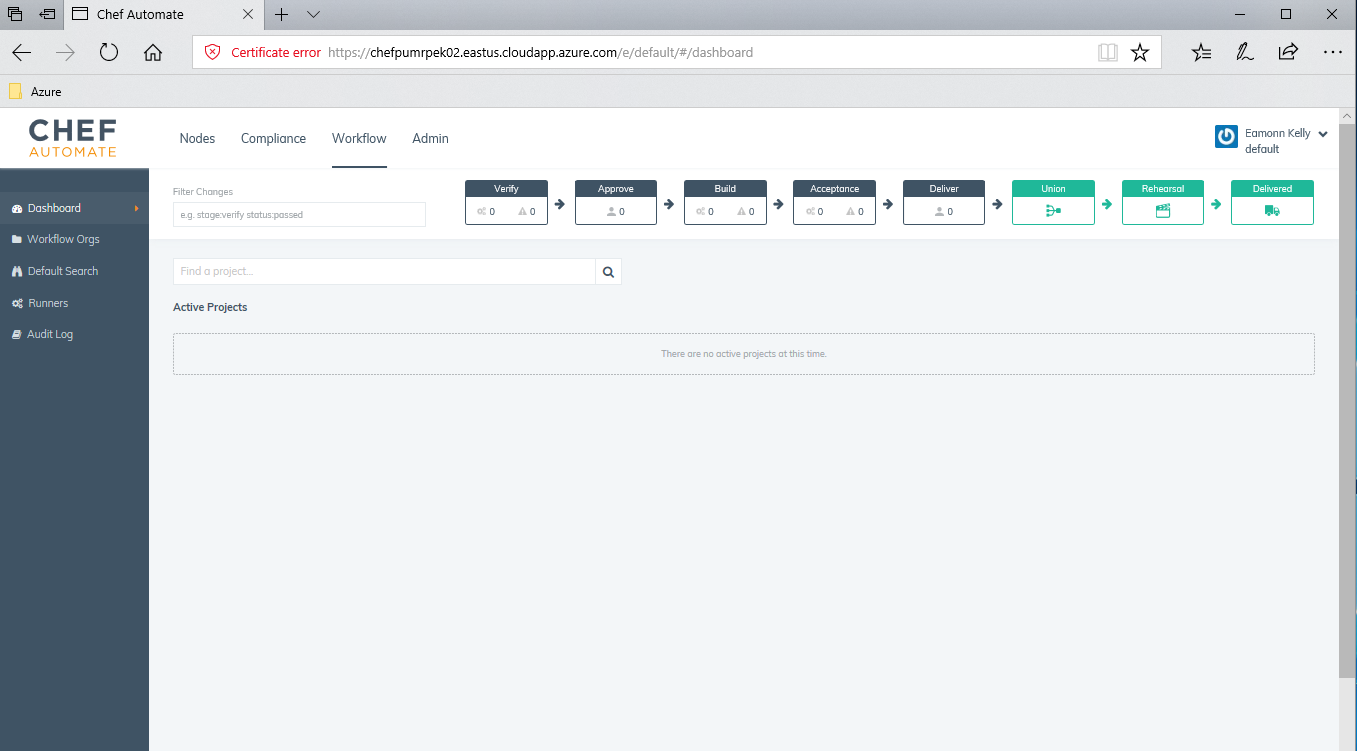 Chef Automate
Certificate error https://chefpumrpek02.eastus.cloudapp.azure.com/e/default/#/dashboard
Azure
CHEF
AUTOMATE
Nodes Compliance Workflow Admin
Eamonn Kelly
default
Filter Changes
e.g. stage:verify status:passed
Verify Approve Build Acceptance Deliver Union Rehearsal Delivered
0 0 0 0 0 0 0 0
Dashboard
Workflow Orgs
Default Search
Runners
Audit Log
Find a project...
Active Projects
There are no active projects at this time.